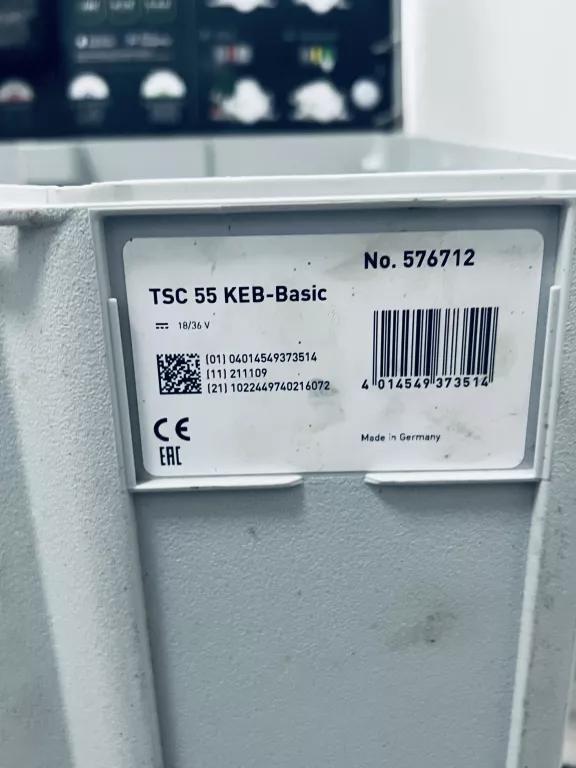 No. 576712
TSC 55 KEB-Basic
18/36 V
(01) 04014549373514
(11) 211109
(21) 1022449740216072
4 014549 373514
CE
EAC
Made in Germany